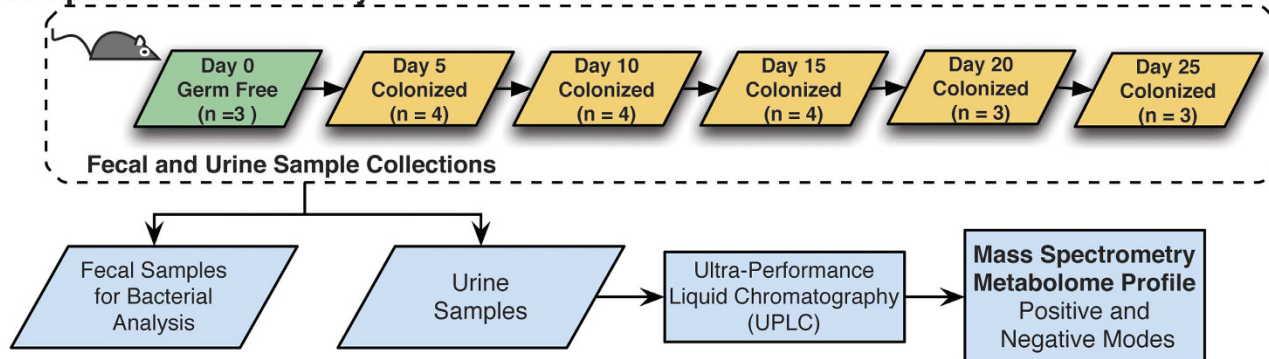 Day 0
Germ Free
(n =3 )
Day 5
Colonized
(n = 4)
Day 10
Colonized
(n = 4)
Day 15
Colonized
(n = 4)
Day 20
Colonized
(n = 3)
Day 25
Colonized
(n = 3)
Fecal and Urine Sample Collections
Fecal Samples
for Bacterial
Analysis
Urine
Samples
Ultra-Performance
Liquid Chromatography
(UPLC)
Mass Spectrometry
Metabolome Profile
Positive and
Negative Modes